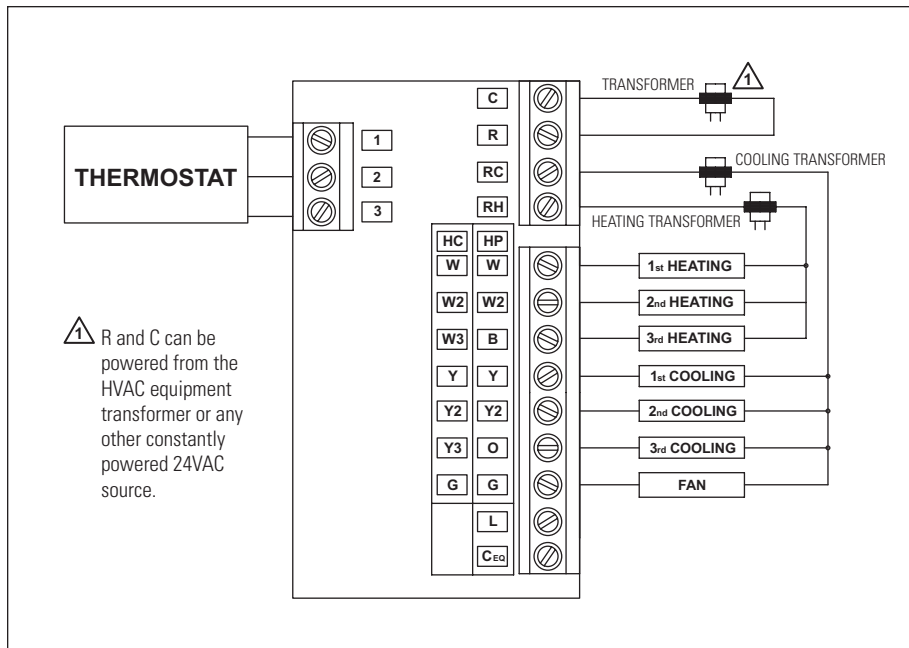 TRANSFORMER
1
C
R
RC
RH
COOLING TRANSFORMER
HEATING TRANSFORMER
THERMOSTAT
1
2
3
HC HP
W W
1st HEATING
W2 W2
2nd HEATING
W3 B
3rd HEATING
Y Y
1st COOLING
Y2 Y2
2nd COOLING
Y3 O
3rd COOLING
G G
FAN
L
CEQ
1 R and C can be
powered from the
HVAC equipment
transformer or any
other constantly
powered 24VAC
source.